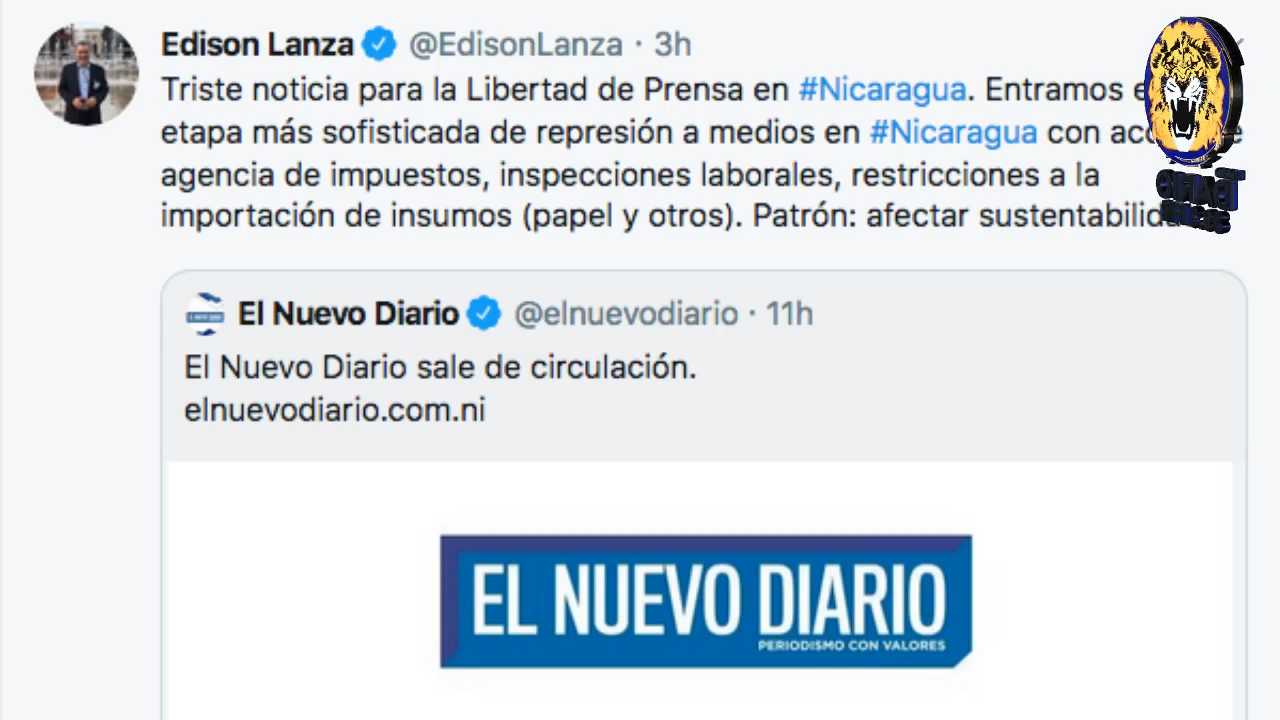 Edison Lanza @EdisonLanza · 3h
Triste noticia para la Libertad de Prensa en #Nicaragua. Entramos
etapa más sofisticada de represión a medios en #Nicaragua con
agencia de impuestos, inspecciones laborales, restricciones a la
importación de insumos (papel y otros). Patrón: afectar
El Nuevo Diario @elnuevodiario · 11h
El Nuevo Diario sale de circulación.
elnuevodiario.com.ni
EL NUEVO DIARIO
PERIODISMO CON VALORES